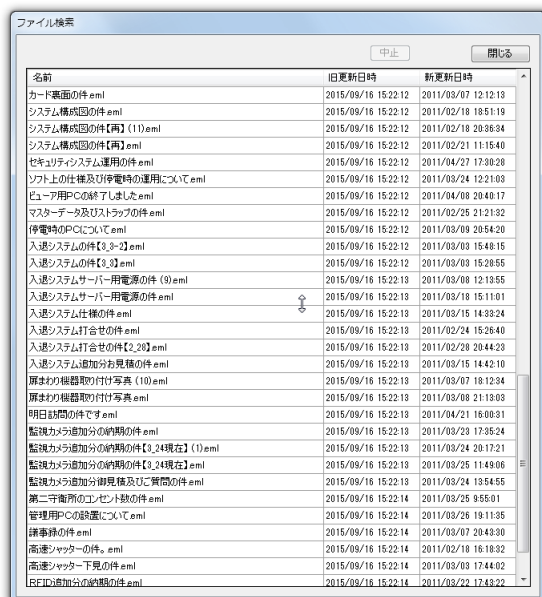 ファイル検索
中止 閉じる
名前 旧更新日時 新更新日時
カード裏面の件.eml 2015/09/16 15:22:12 2011/03/07 12:12:13
システム構成図の件.eml 2015/09/16 15:22:12 2011/02/18 18:51:19
システム構成図の件【再】 (11).eml 2015/09/16 15:22:12 2011/02/18 20:36:34
システム構成図の件【再】.eml 2015/09/16 15:22:12 2011/02/21 11:15:40
セキュリティシステム運用の件.eml 2015/09/16 15:22:12 2011/04/27 17:30:28
ソフト上の仕様及び停電時の運用について.eml 2015/09/16 15:22:12 2011/03/24 12:21:03
ビューア用PCの終了しました.eml 2015/09/16 15:22:12 2011/04/08 20:40:17
マスターデータ及びストラップの件.eml 2015/09/16 15:22:12 2011/02/25 21:21:32
停電時のPCについて.eml 2015/09/16 15:22:12 2011/03/09 20:54:20
入退システムの件【3_3-2】.eml 2015/09/16 15:22:12 2011/03/03 15:48:15
入退システムの件【3_3】.eml 2015/09/16 15:22:12 2011/03/03 15:28:55
入退システムサーバー用電源の件 (9).eml 2015/09/16 15:22:13 2011/03/08 12:13:55
入退システムサーバー用電源の件.eml 2015/09/16 15:22:13 2011/03/18 15:11:01
入退システム仕様の件.eml 2015/09/16 15:22:13 2011/03/15 14:33:24
入退システム打合せの件.eml 2015/09/16 15:22:13 2011/02/24 15:26:40
入退システム打合せの件【2_28】.eml 2015/09/16 15:22:13 2011/02/28 20:44:23
入退システム追加分お見積の件.eml 2015/09/16 15:22:13 2011/03/15 14:42:10
扉まわり機器取り付け写真 (10).eml 2015/09/16 15:22:13 2011/03/07 18:12:34
扉まわり機器取り付け写真.eml 2015/09/16 15:22:13 2011/03/08 21:13:03
明日訪問の件です.eml 2015/09/16 15:22:13 2011/04/21 16:00:31
監視カメラ追加分の納期の件.eml 2015/09/16 15:22:13 2011/03/23 17:35:24
監視カメラ追加分の納期の件【3_24現在】 (1).eml 2015/09/16 15:22:13 2011/03/24 20:17:21
監視カメラ追加分の納期の件【3_24現在】.eml 2015/09/16 15:22:13 2011/03/25 11:49:06
監視カメラ追加分御見積及びご質問の件.eml 2015/09/16 15:22:13 2011/03/24 13:54:55
第二守衛所のコンセント数の件.eml 2015/09/16 15:22:14 2011/03/25 9:55:01
管理用PCの設置について.eml 2015/09/16 15:22:14 2011/03/26 19:11:35
議事録の件.eml 2015/09/16 15:22:14 2011/03/07 20:43:30
高速シャッターの件。.eml 2015/09/16 15:22:14 2011/02/18 16:18:32
高速シャッター下見の件.eml 2015/09/16 15:22:14 2011/03/03 17:44:02
RFID追加分の納期の件.eml 2015/09/16 15:22:14 2011/03/22 17:43:22